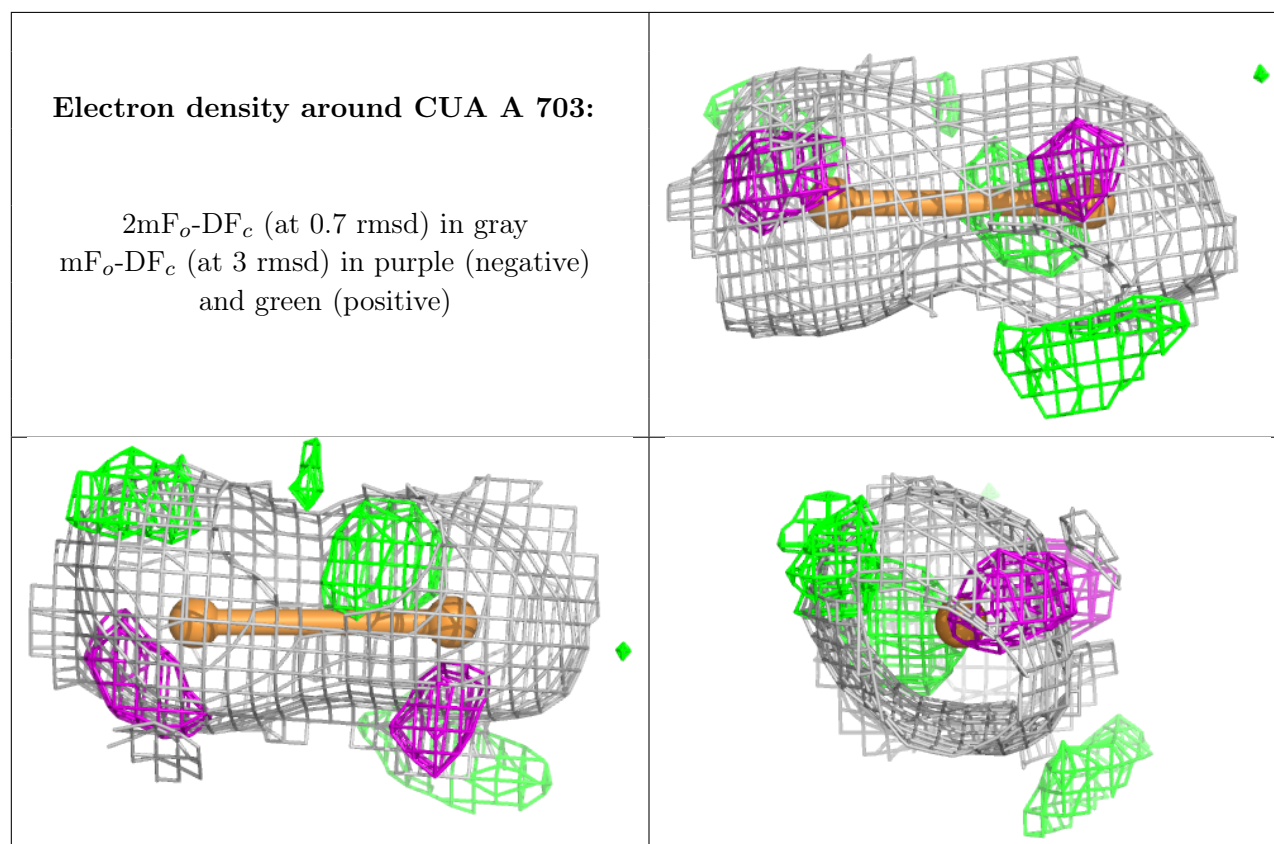 Electron density around CUA A 703:
2mFₒ-DF𝒸 (at 0.7 rmsd) in gray
mFₒ-DF𝒸 (at 3 rmsd) in purple (negative)
and green (positive)